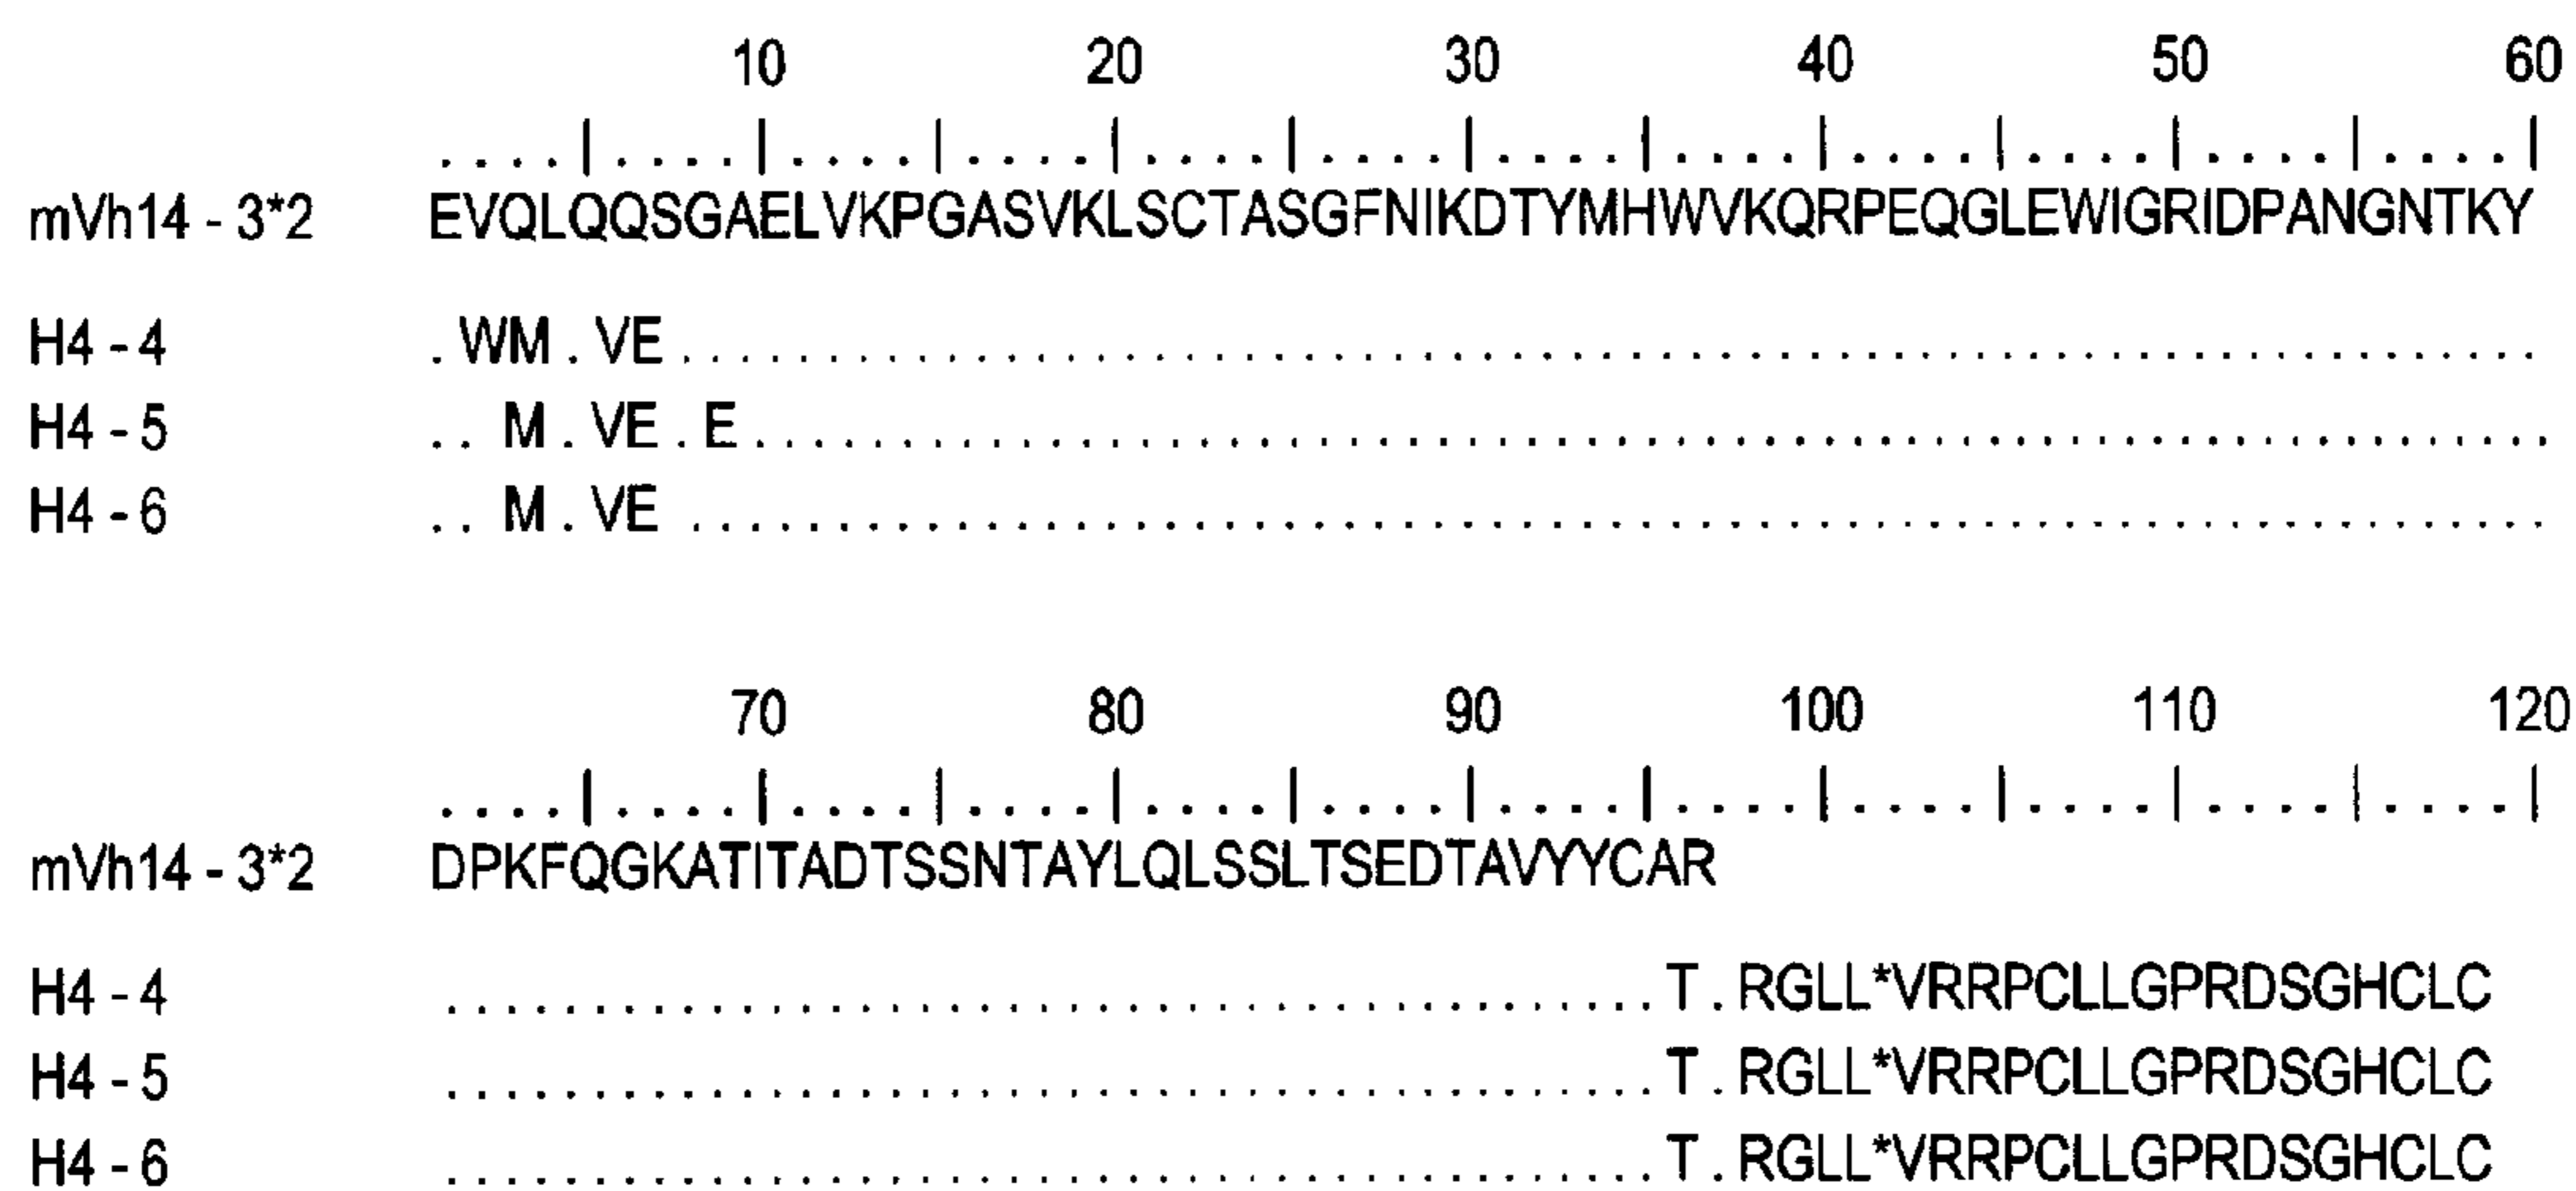 10 20 30 40 50 60
. . . . | . . . . | . . . . | . . . . | . . . . | . . . . | . . . . | . . . . | . . . . | . . . . | . . . . | . . . . |
mVh14 - 3*2 EVQLQQSGAELVKPGASVKLSCTASGFNIKDTYMHWVKQRPEQGLEWIGRIDPANGNTKY
H4 - 4 . WM . VE . . . . . . . . . . . . . . . . . . . . . . . . . . . . . . . . . . . . . . . . . . . . . . . . . . . . . .
H4 - 5 . . M . VE . E . . . . . . . . . . . . . . . . . . . . . . . . . . . . . . . . . . . . . . . . . . . . . . . . . . . .
H4 - 6 . . M . VE . . . . . . . . . . . . . . . . . . . . . . . . . . . . . . . . . . . . . . . . . . . . . . . . . . . . . .
70 80 90 100 110 120
. . . . | . . . . | . . . . | . . . . | . . . . | . . . . | . . . . | . . . . | . . . . | . . . . | . . . . | . . . . |
mVh14 - 3*2 DPKFQGKATITADTSSNTAYLQLSSLTSEDTAVYYCAR
H4 - 4 . . . . . . . . . . . . . . . . . . . . . . . . . . . . . . . . . . . . T . RGLL*VRRPCLLGPRDSGHCLC
H4 - 5 . . . . . . . . . . . . . . . . . . . . . . . . . . . . . . . . . . . . T . RGLL*VRRPCLLGPRDSGHCLC
H4 - 6 . . . . . . . . . . . . . . . . . . . . . . . . . . . . . . . . . . . . T . RGLL*VRRPCLLGPRDSGHCLC